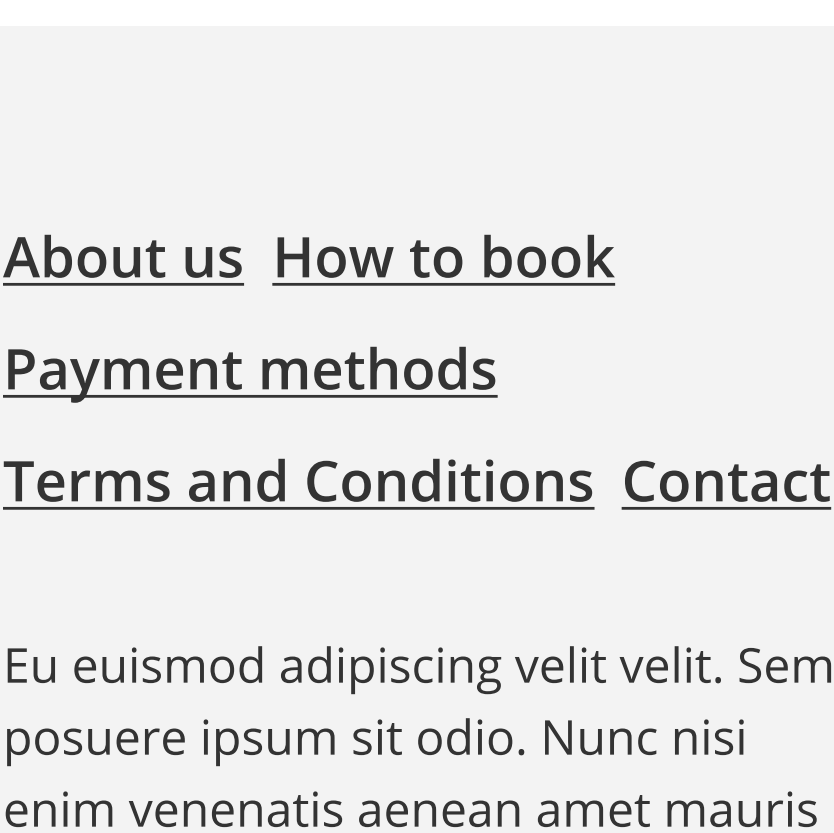 About us How to book
Payment methods
Terms and Conditions Contact
Eu euismod adipiscing velit velit. Sem
posuere ipsum sit odio. Nunc nisi
enim venenatis aenean amet mauris